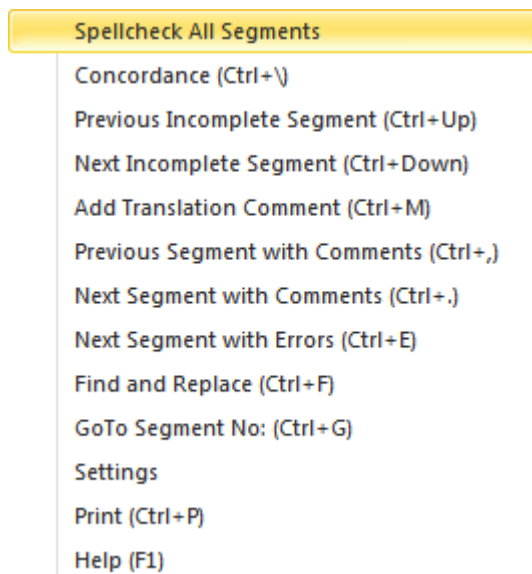 Spellcheck All Segments
Concordance (Ctrl+\)
Previous Incomplete Segment (Ctrl+Up)
Next Incomplete Segment (Ctrl+Down)
Add Translation Comment (Ctrl+M)
Previous Segment with Comments (Ctrl+,)
Next Segment with Comments (Ctrl+.)
Next Segment with Errors (Ctrl+E)
Find and Replace (Ctrl+F)
GoTo Segment No: (Ctrl+G)
Settings
Print (Ctrl+P)
Help (F1)